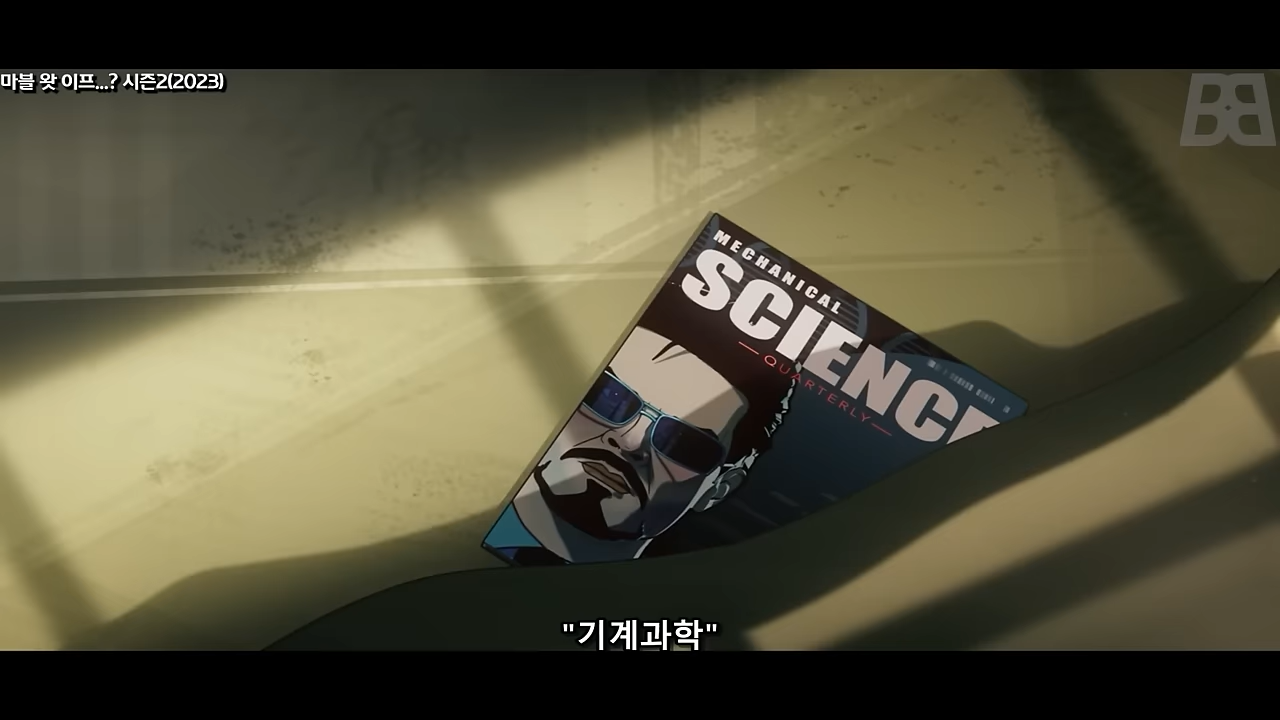 마블 왓 이프...? 시즌2(2023)
MECHANICAL
SCIENCE
—QUARTERLY—
"기계과학"